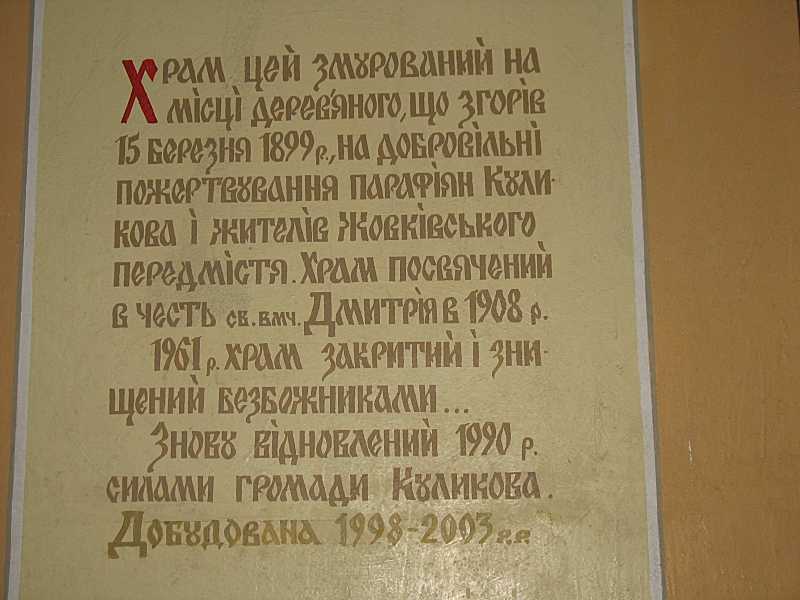 Храм цей змурований на
місці дерев'яного, що згорів
15 березня 1899 р., на добровільні
пожертвування парафіян Кули-
кова і жителів Жовківського
передмістя. Храм посвячений
в честь св. вмч. Дмитрія в 1908 р.
1961 р. храм закритий і зни-
щений безбожниками...
Знову відновлений 1990 р.
силами громади Куликова.
Добудована 1998-2003 р.р.